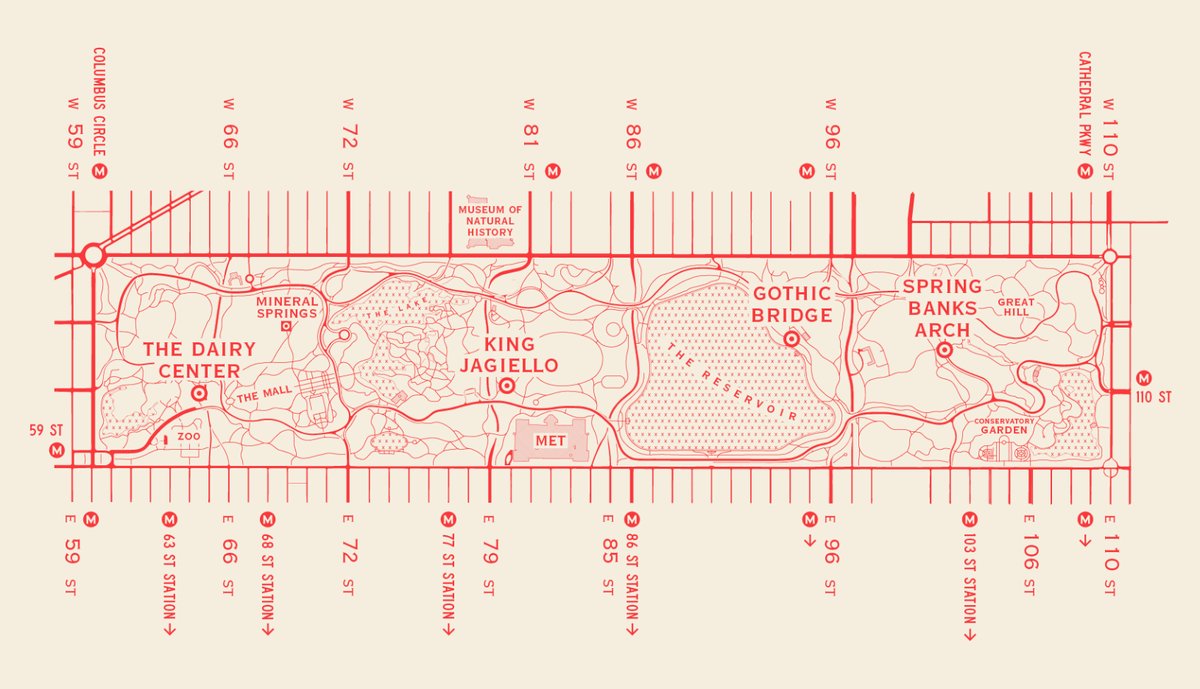 COLUMBUS CIRCLE
CATHEDRAL PKWY
W 59 ST
W 66 ST
W 72 ST
W 81 ST
W 86 ST
W 96 ST
W 110 ST
M
M
M
M
M
MUSEUM OF
NATURAL
HISTORY
MINERAL
SPRINGS
THE LAKE
GOTHIC
BRIDGE
SPRING
BANKS
ARCH
GREAT
HILL
THE DAIRY
CENTER
KING
JAGIELLO
THE RESERVOIR
THE MALL
M
110 ST
59 ST
M
ZOO
MET
CONSERVATORY
GARDEN
E 59 ST
M
M 63 ST STATION →
E 66 ST
M 68 ST STATION →
E 72 ST
M 77 ST STATION →
E 79 ST
E 85 ST
M 86 ST STATION →
M →
E 96 ST
M 103 ST STATION →
E 106 ST
M →
E 110 ST